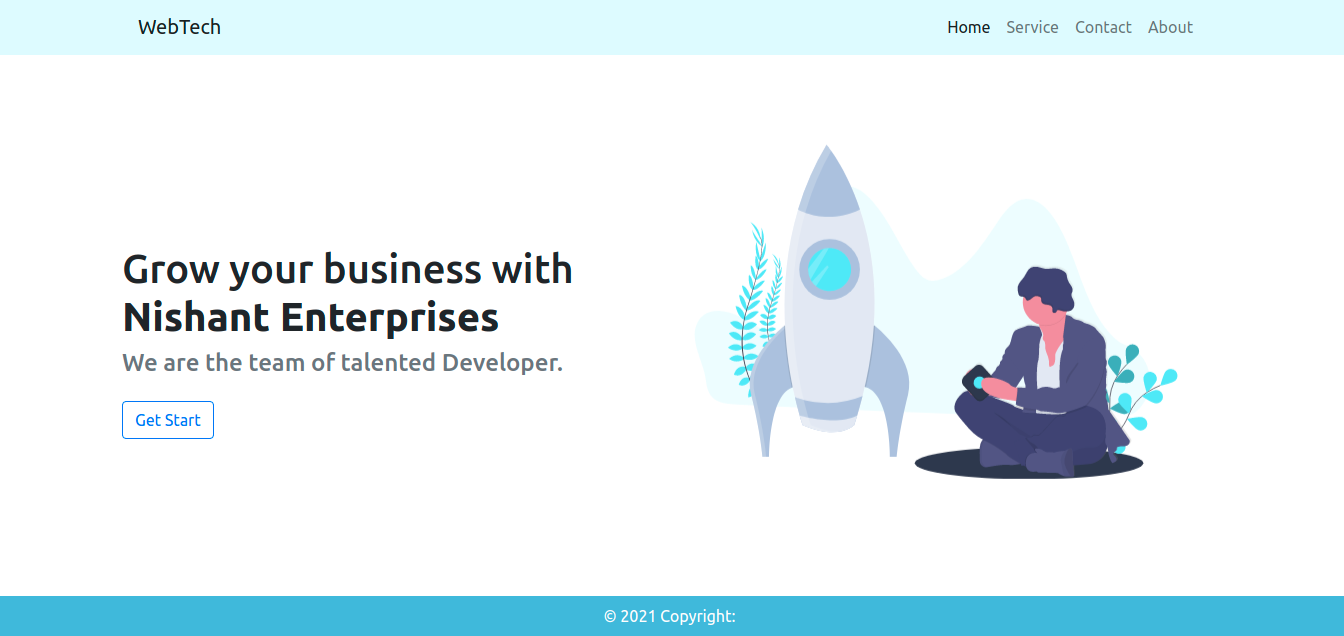 WebTech
Home Service Contact About
Grow your business with
Nishant Enterprises
We are the team of talented Developer.
Get Start
© 2021 Copyright: